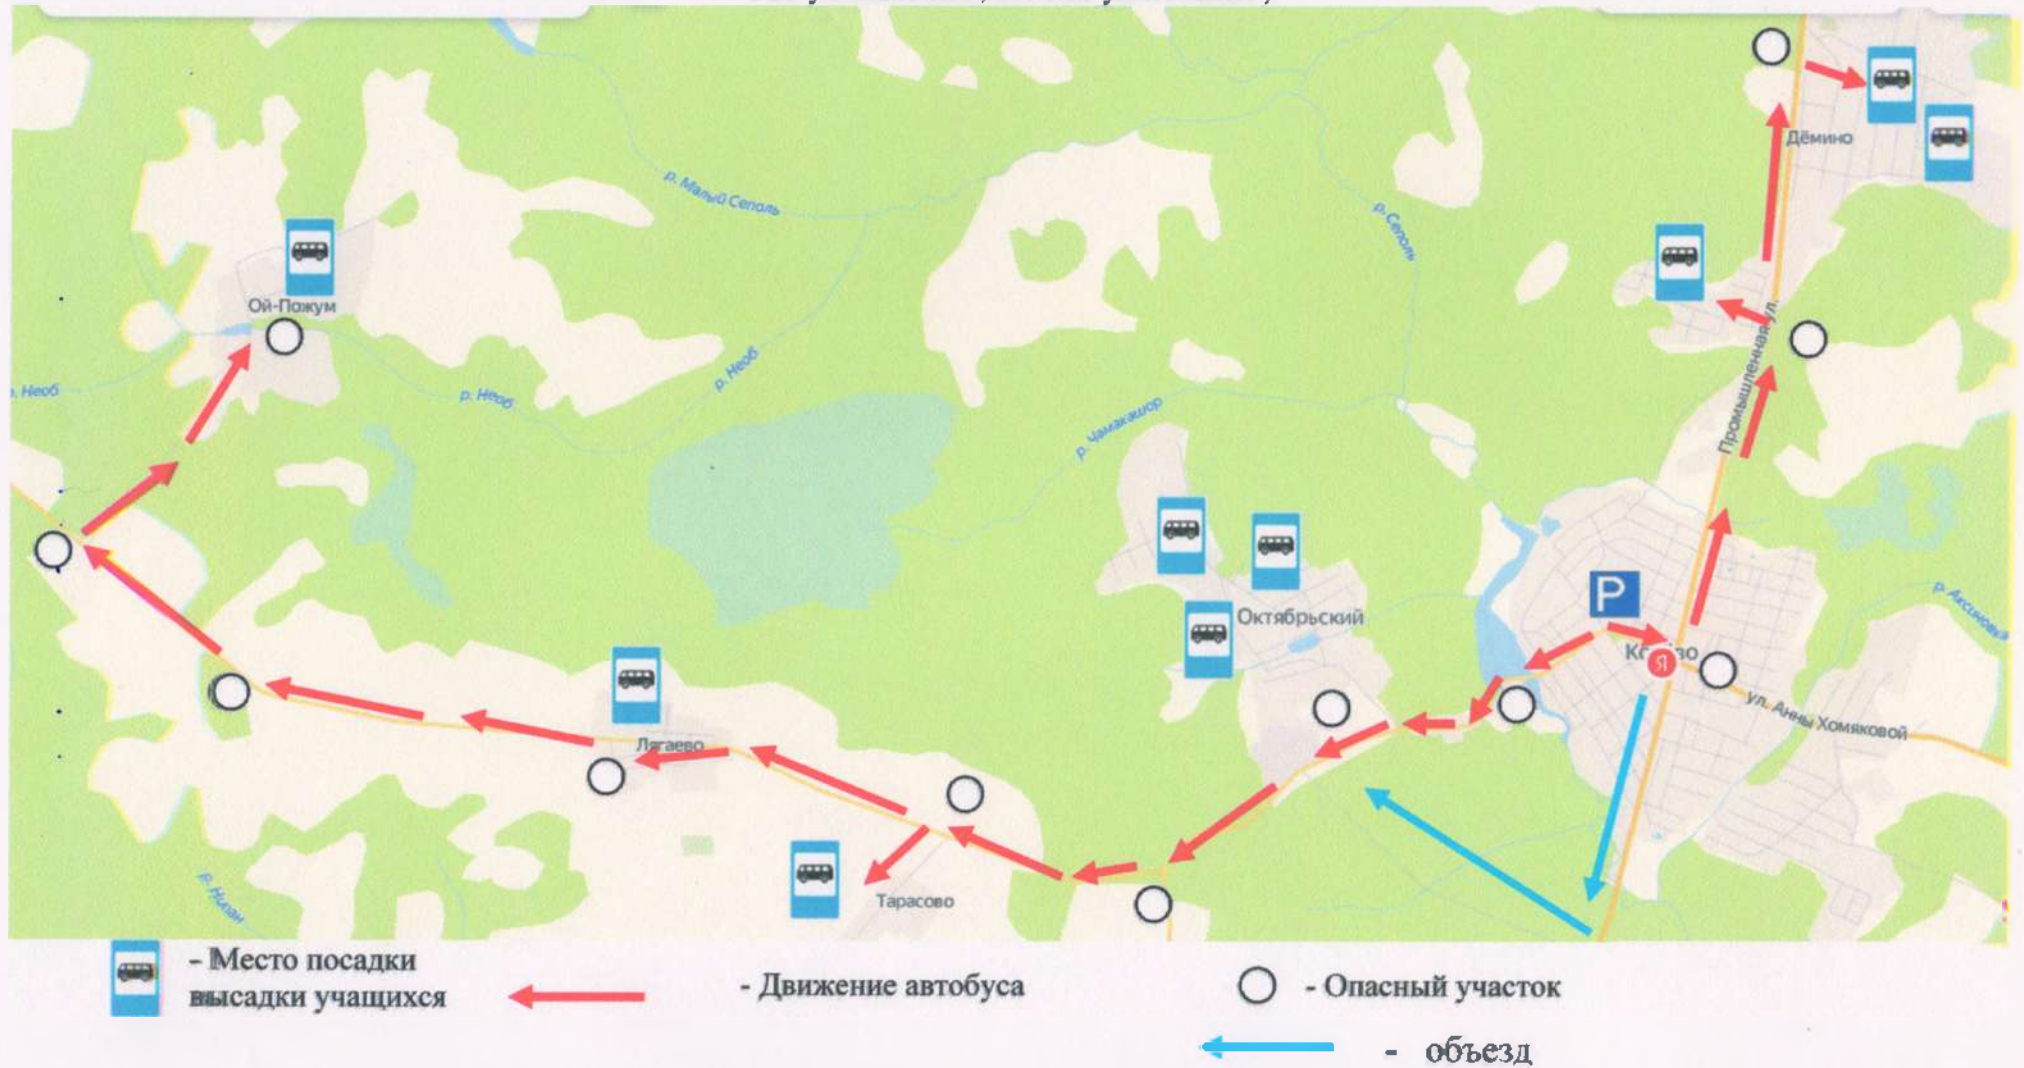 Дёмино
р. Малый Сеполь
р. Сеполь
Ой-Пожум
Промышленная ул.
р. Необ
р. Необ
р. Необ
р. Чамакашор
Р
р. Аксиновка
Октябрьский
Я
ул. Анны Хомяковой
Лягаево
р. Низан
Тарасово
- Место посадки
высадки учащихся
- Движение автобуса
- Опасный участок
- объезд